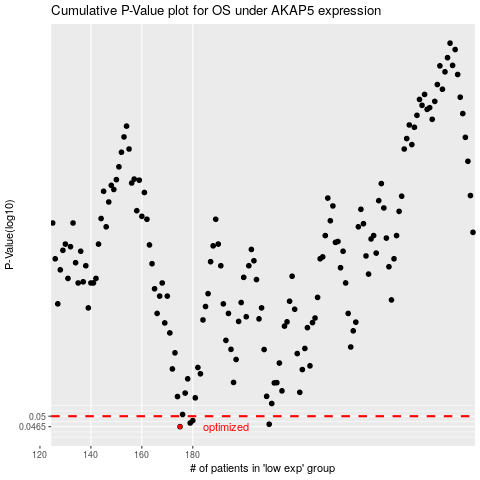 Cumulative P-Value plot for OS under AKAP5 expression
P-Value(log10)
0.05
0.0465
optimized
120 140 160 180
# of patients in 'low exp' group